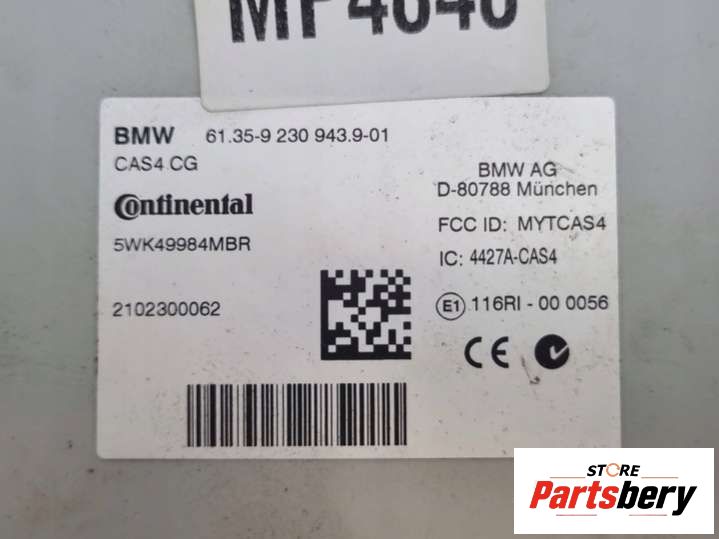 BMW 61.35-9 230 943.9-01
CAS4 CG
Continental
5WK49984MBR
2102300062
BMW AG
D-80788 München
FCC ID: MYTCAS4
IC: 4427A-CAS4
E1 116RI - 00 0056
CE
STORE
Partsbery